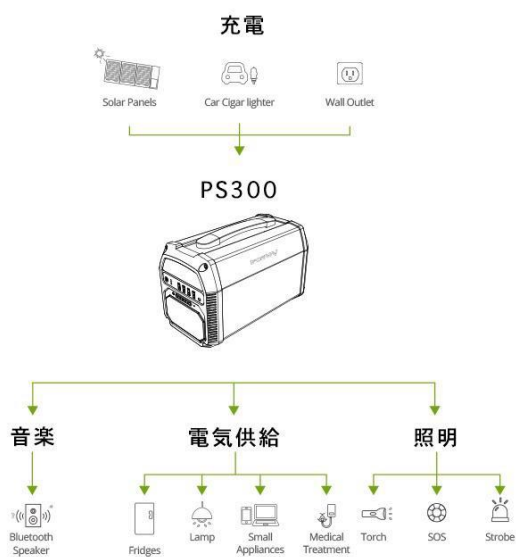 充電
Solar Panels
Car Cigar lighter
Wall Outlet
PS300
音楽
電気供給
照明
Bluetooth
Speaker
Fridges
Lamp
Small
Appliances
Medical
Treatment
Torch
SOS
Strobe